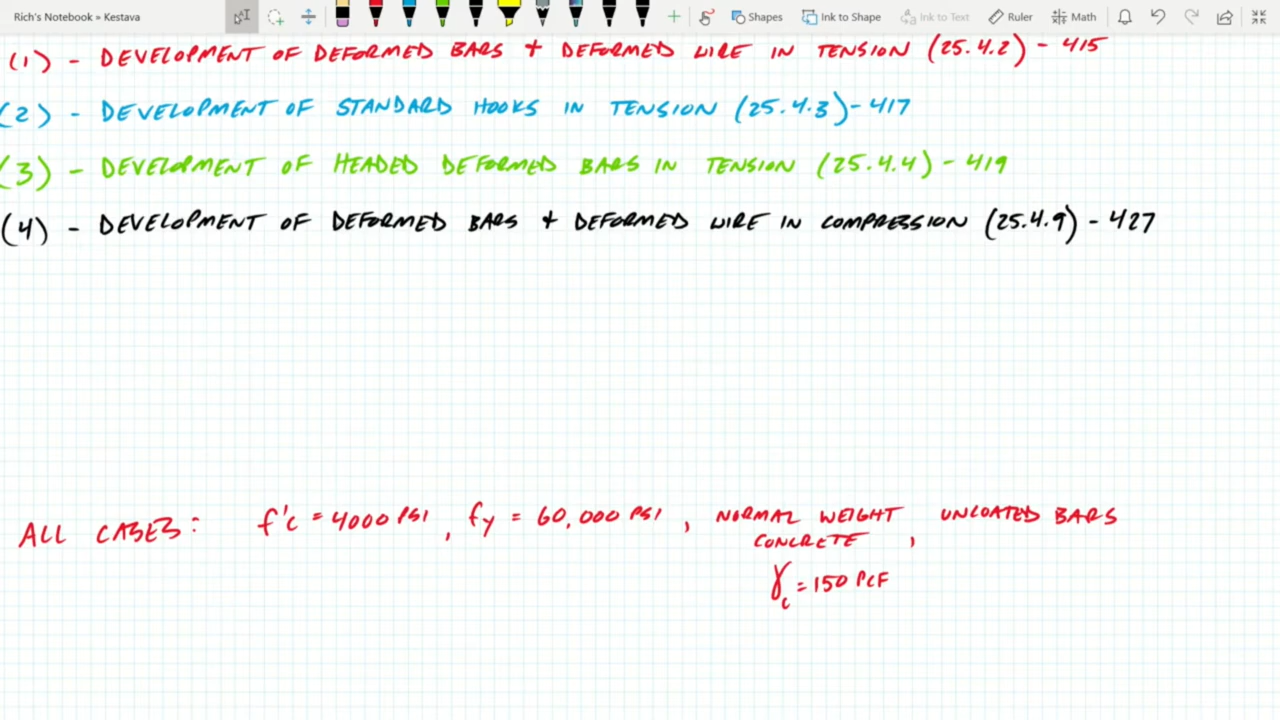 Rich's Notebook » Kestava
Shapes
Ink to Shape
Ink to Text
Ruler
Math
(1) - DEVELOPMENT OF DEFORMED BARS + DEFORMED WIRE IN TENSION (25.4.2) - 415
(2) - DEVELOPMENT OF STANDARD HOOKS IN TENSION (25.4.3) - 417
(3) - DEVELOPMENT OF HEADED DEFORMED BARS IN TENSION (25.4.4) - 419
(4) - DEVELOPMENT OF DEFORMED BARS + DEFORMED WIRE IN COMPRESSION (25.4.9) - 427
ALL CASES: f'c = 4000 PSI, fy = 60,000 PSI, NORMAL WEIGHT UNCOATED BARS
CONCRETE,
γc = 150 PCF